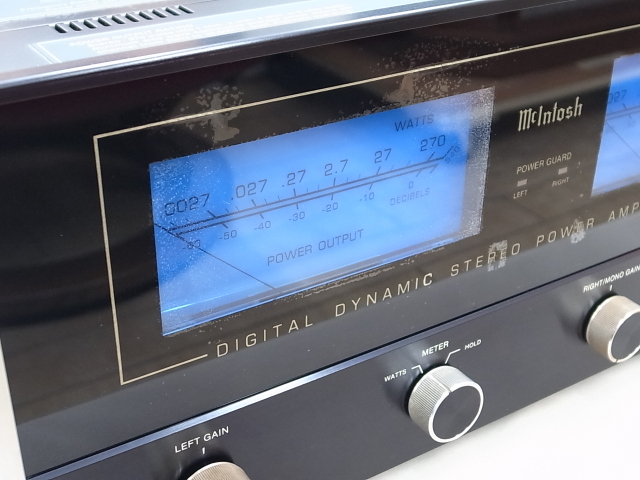 WATTS
.0027 .027 .27 2.7 27 270
-60 -50 -40 -30 -20 -10 0
DECIBELS
POWER OUTPUT
McIntosh
POWER GUARD
LEFT RIGHT
DIGITAL DYNAMIC STEREO POWER AMP
METER
WATTS HOLD
LEFT GAIN
RIGHT/MONO GAIN